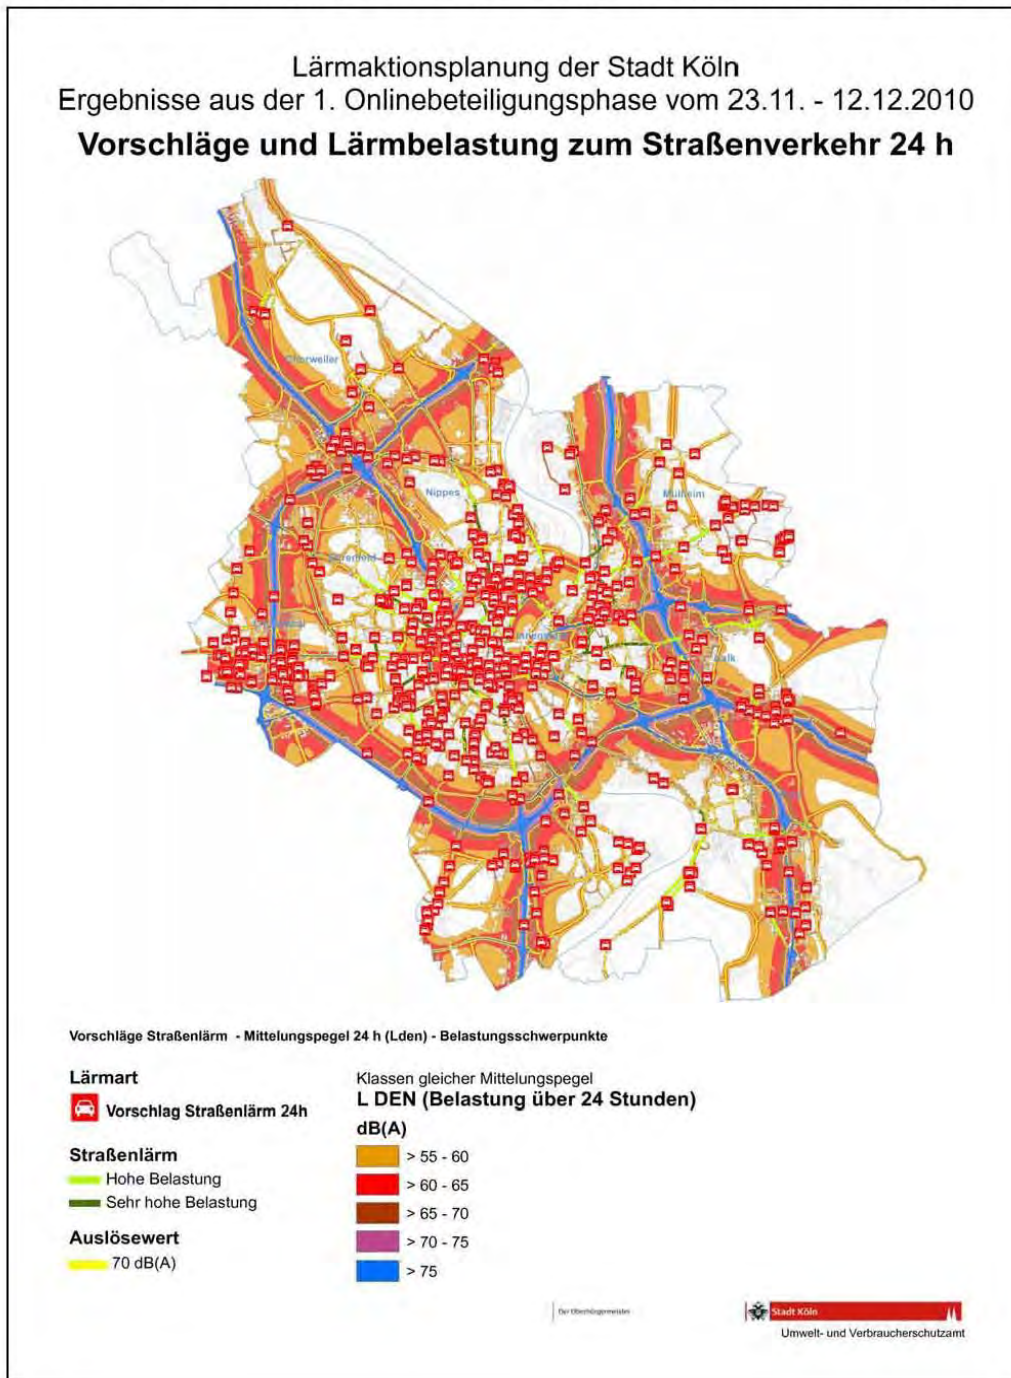 Lärmaktionsplanung der Stadt Köln
Ergebnisse aus der 1. Onlinebeteiligungsphase vom 23.11. - 12.12.2010
Vorschläge und Lärmbelastung zum Straßenverkehr 24 h
Nippes
Mülheim
Vorschläge Straßenlärm - Mittelungspegel 24 h (Lden) - Belastungsschwerpunkte
Lärmart
Vorschlag Straßenlärm 24h
Straßenlärm
Hohe Belastung
Sehr hohe Belastung
Auslösewert
70 dB(A)
Klassen gleicher Mittelungspegel
L DEN (Belastung über 24 Stunden)
dB(A)
> 55 - 60
> 60 - 65
> 65 - 70
> 70 - 75
> 75
Der Oberbürgermeister
Stadt Köln
Umwelt- und Verbraucherschutzamt